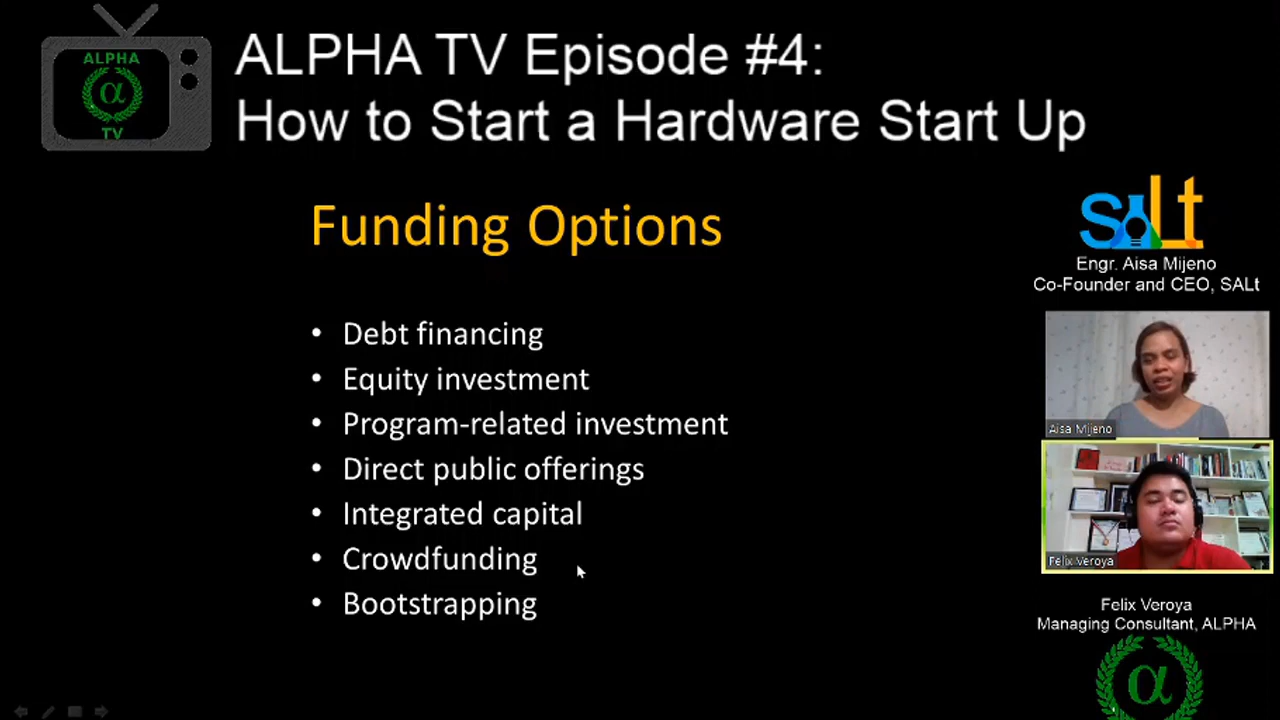 ALPHA
α
TV
ALPHA TV Episode #4:
How to Start a Hardware Start Up
Funding Options
• Debt financing
• Equity investment
• Program-related investment
• Direct public offerings
• Integrated capital
• Crowdfunding
• Bootstrapping
SALt
Engr. Aisa Mijeno
Co-Founder and CEO, SALt
Aisa Mijeno
Felix Veroya
Felix Veroya
Managing Consultant, ALPHA
α